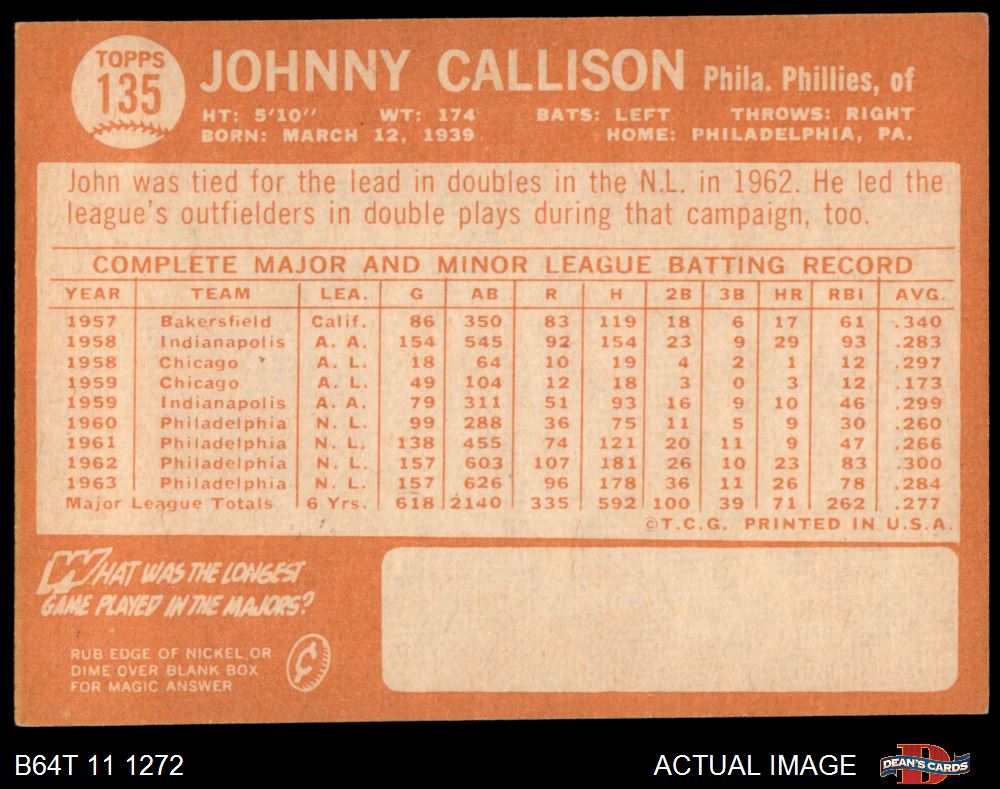 TOPPS
135
JOHNNY CALLISON Phila. Phillies, of
HT: 5'10" WT: 174 BATS: LEFT THROWS: RIGHT
BORN: MARCH 12, 1939 HOME: PHILADELPHIA, PA.
John was tied for the lead in doubles in the N.L. in 1962. He led the
league's outfielders in double plays during that campaign, too.
COMPLETE MAJOR AND MINOR LEAGUE BATTING RECORD
YEAR TEAM LEA. G AB R H 2B 3B HR RBI AVG.
1957 Bakersfield Calif. 86 350 83 119 18 6 17 61 .340
1958 Indianapolis A. A. 154 545 92 154 23 9 29 93 .283
1958 Chicago A. L. 18 64 10 19 4 2 1 12 .297
1959 Chicago A. L. 49 104 12 18 3 0 3 12 .173
1959 Indianapolis A. A. 79 311 51 93 16 9 10 46 .299
1960 Philadelphia N. L. 99 288 36 75 11 5 9 30 .260
1961 Philadelphia N. L. 138 455 74 121 20 11 9 47 .266
1962 Philadelphia N. L. 157 603 107 181 26 10 23 83 .300
1963 Philadelphia N. L. 157 626 96 178 36 11 26 78 .284
Major League Totals 6 Yrs. 618 2140 335 592 100 39 71 262 .277
©T.C.G. PRINTED IN U.S.A.
WHAT WAS THE LONGEST
GAME PLAYED IN THE MAJORS?
RUB EDGE OF NICKEL OR
DIME OVER BLANK BOX
FOR MAGIC ANSWER
¢
B64T 11 1272
ACTUAL IMAGE
D
DEAN'S CARDS